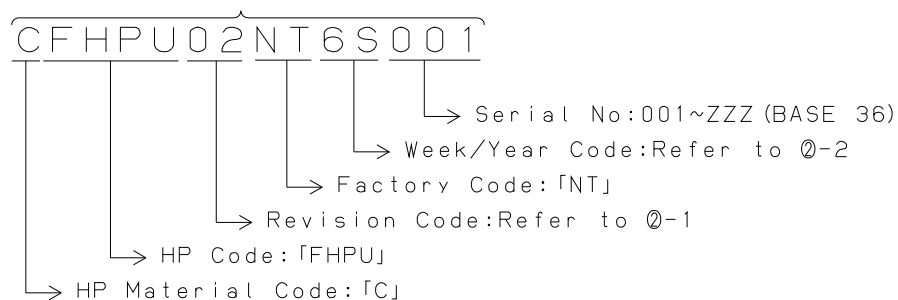 CFHPU02NT6S001
Serial No:001~ZZZ(BASE 36)
Week/Year Code:Refer to ②-2
Factory Code:「NT」
Revision Code:Refer to ②-1
HP Code:「FHPU」
HP Material Code:「C」